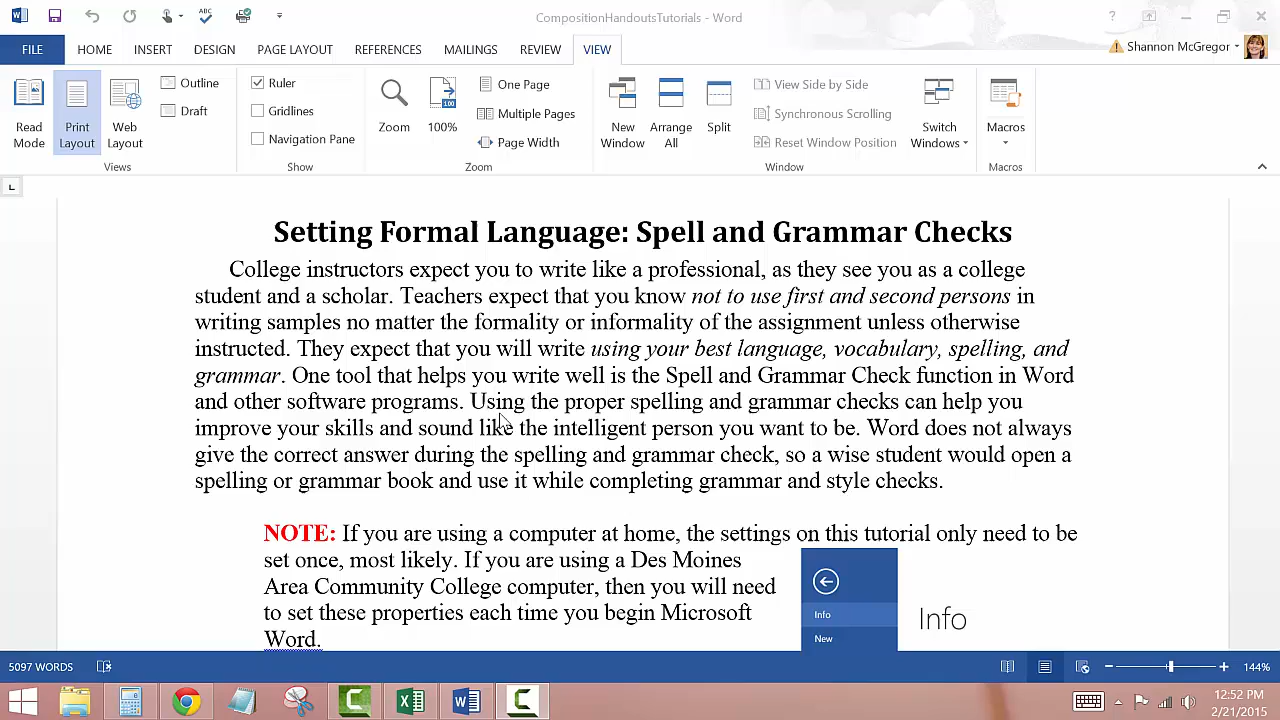 CompositionHandoutsTutorials - Word
FILE HOME INSERT DESIGN PAGE LAYOUT REFERENCES MAILINGS REVIEW VIEW Shannon McGregor
Read Mode
Print Layout
Web Layout
Outline
Draft
Views
Ruler
Gridlines
Navigation Pane
Show
Zoom
100%
One Page
Multiple Pages
Page Width
Zoom
New Window
Arrange All
Split
View Side by Side
Synchronous Scrolling
Reset Window Position
Switch Windows
Window
Macros
Macros
Setting Formal Language: Spell and Grammar Checks
College instructors expect you to write like a professional, as they see you as a college
student and a scholar. Teachers expect that you know not to use first and second persons in
writing samples no matter the formality or informality of the assignment unless otherwise
instructed. They expect that you will write using your best language, vocabulary, spelling, and
grammar. One tool that helps you write well is the Spell and Grammar Check function in Word
and other software programs. Using the proper spelling and grammar checks can help you
improve your skills and sound like the intelligent person you want to be. Word does not always
give the correct answer during the spelling and grammar check, so a wise student would open a
spelling or grammar book and use it while completing grammar and style checks.
NOTE: If you are using a computer at home, the settings on this tutorial only need to be
set once, most likely. If you are using a Des Moines
Area Community College computer, then you will need
to set these properties each time you begin Microsoft
Word.
Info
New
Info
5097 WORDS
144%
12:52 PM
2/21/2015